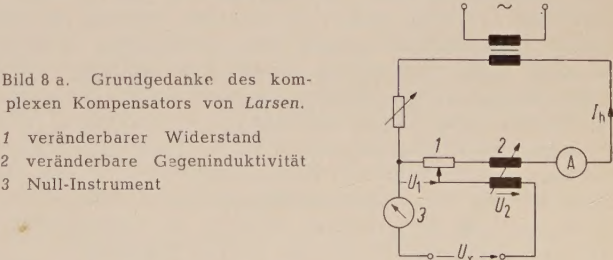 Bild 8 a. Grundgedanke des kom-
plexen Kompensators von Larsen.
1 veränderbarer Widerstand
2 veränderbare Gegeninduktivität
3 Null-Instrument
~
I_h
1
2
A
U_1
U_2
3
U_x